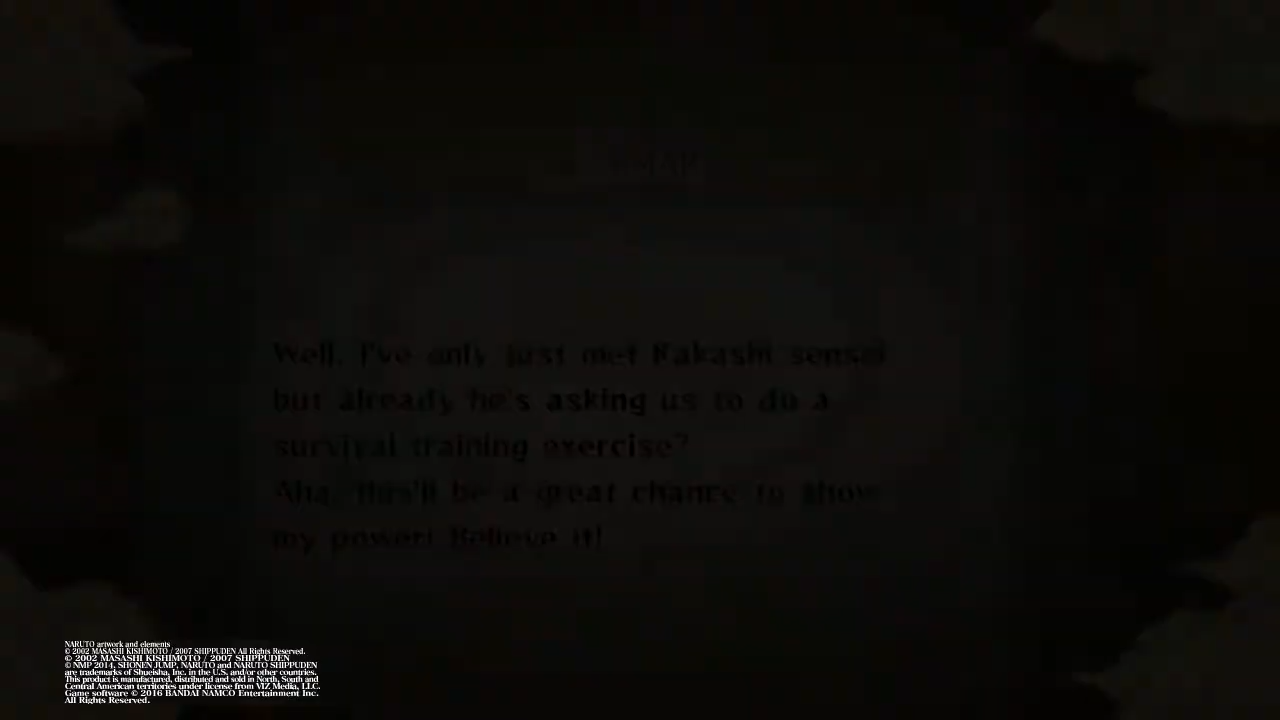 Well, I've only just met Kakashi sensei
but already he's asking us to do a
survival training exercise?
Aha, this'll be a great chance to show
my power! Believe it!
NARUTO artwork and elements
© 2002 MASASHI KISHIMOTO / 2007 SHIPPUDEN All Rights Reserved.
© 2002 MASASHI KISHIMOTO / 2007 SHIPPUDEN
© NMP 2014. SHONEN JUMP, NARUTO and NARUTO SHIPPUDEN
are trademarks of Shueisha, Inc. in the U.S. and/or other countries.
This product is manufactured, distributed and sold in North, South and
Central American territories under license from VIZ Media, LLC.
Game software © 2016 BANDAI NAMCO Entertainment Inc.
All Rights Reserved.